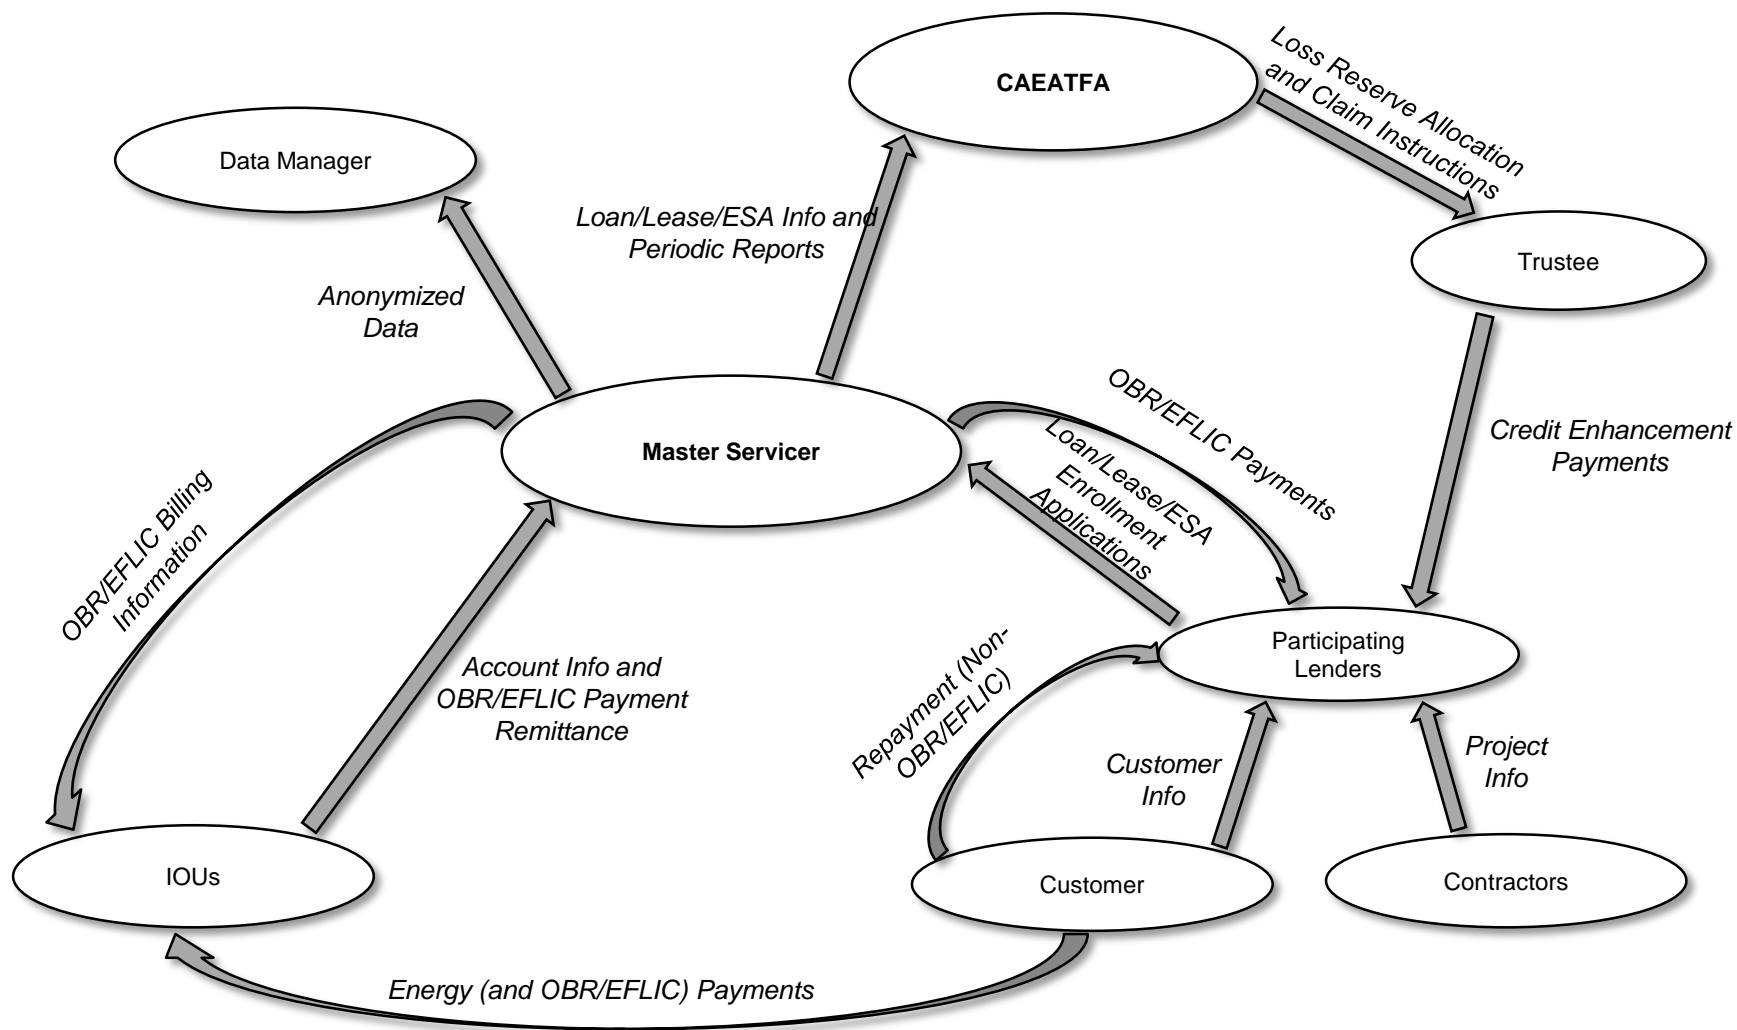 CAEATFA
Loss Reserve Allocation
and Claim Instructions
Data Manager
Loan/Lease/ESA Info and
Periodic Reports
Trustee
Anonymized
Data
OBR/EFLIC Payments
Loan/Lease/ESA
Enrollment
Applications
Credit Enhancement
Payments
Master Servicer
OBR/EFLIC Billing
Information
Account Info and
OBR/EFLIC Payment
Remittance
Repayment (Non-
OBR/EFLIC)
Participating
Lenders
Customer
Info
Project
Info
IOUs
Customer
Contractors
Energy (and OBR/EFLIC) Payments